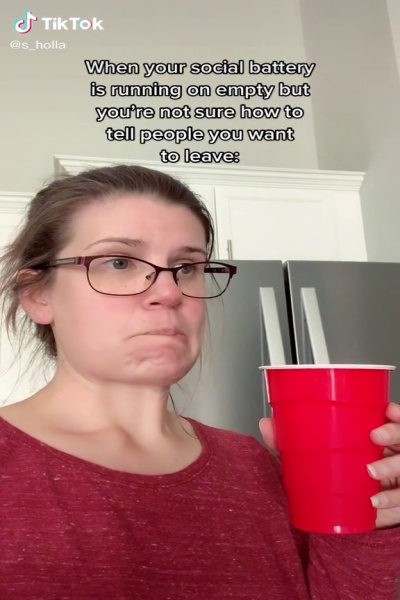 TikTok
@s_holla
When your social battery
is running on empty but
you're not sure how to
tell people you want
to leave: